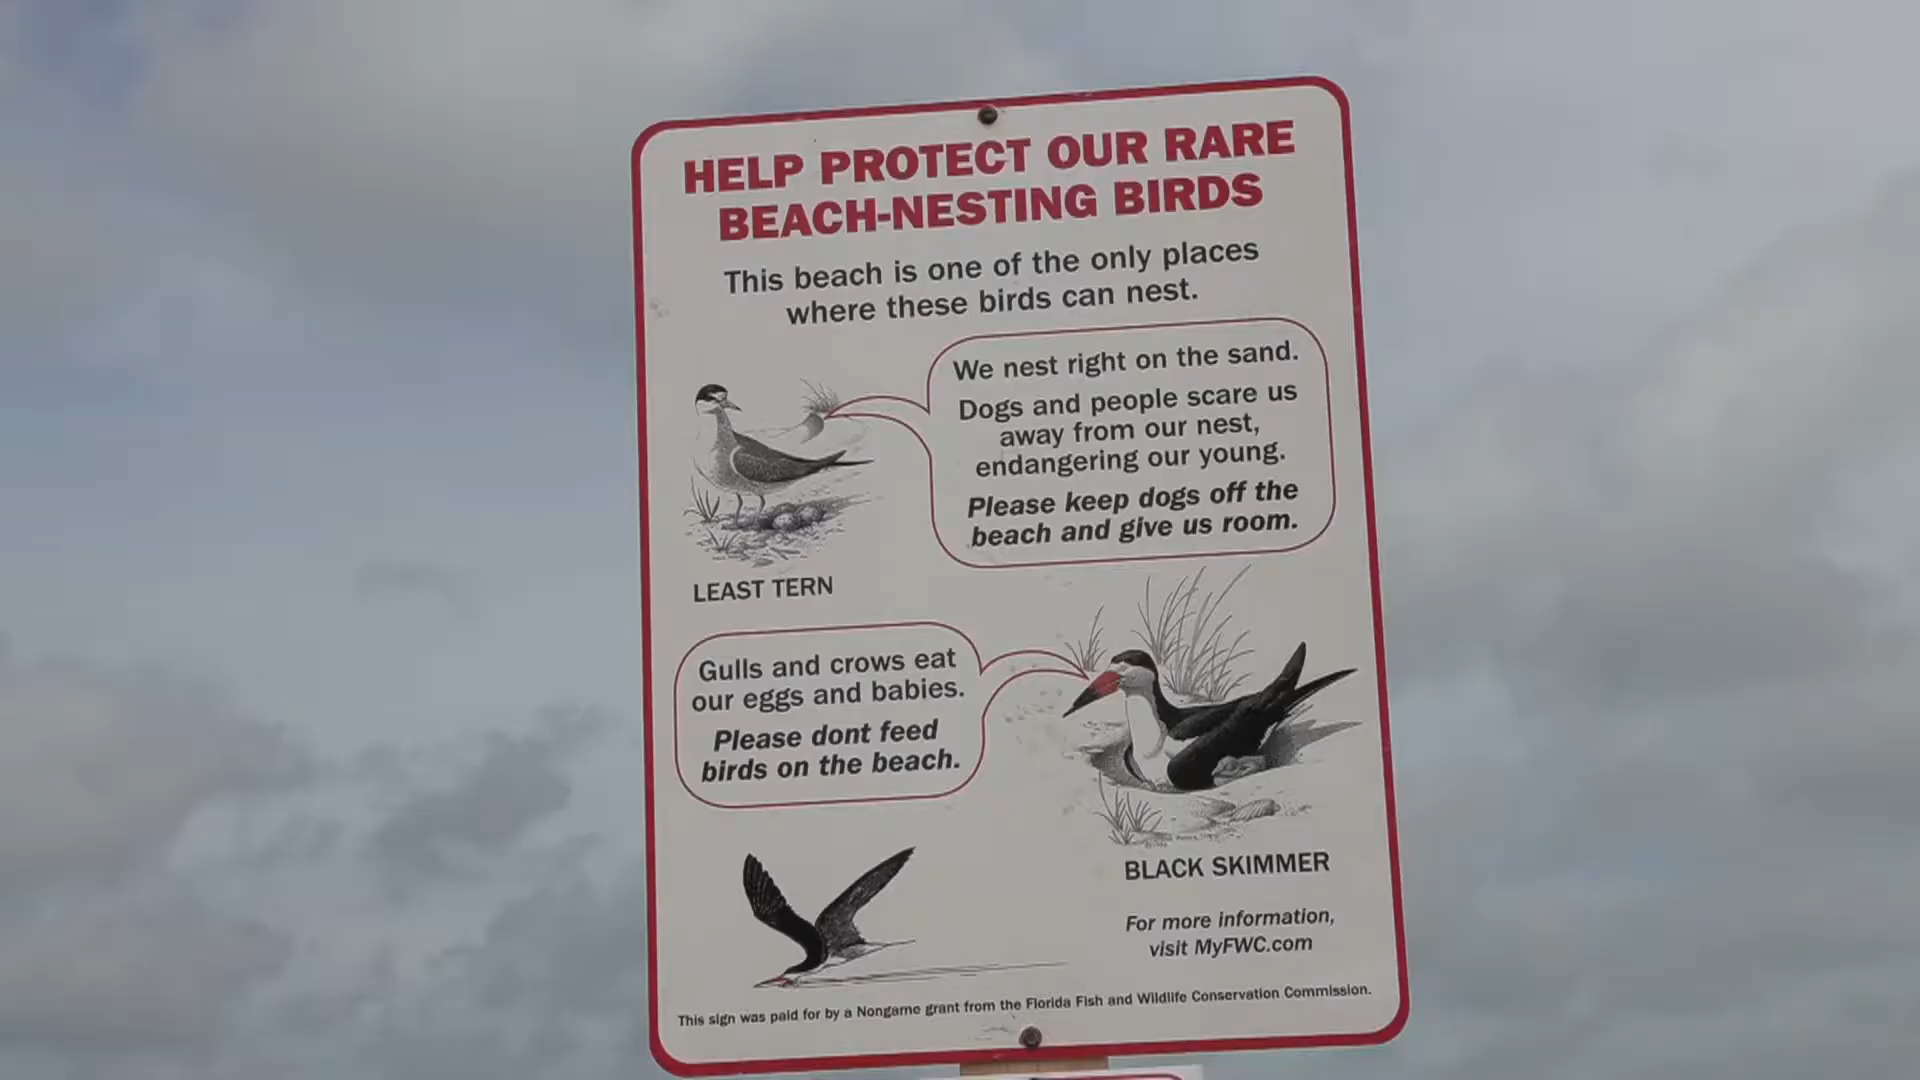 HELP PROTECT OUR RARE
BEACH-NESTING BIRDS
This beach is one of the only places
where these birds can nest.
We nest right on the sand.
Dogs and people scare us
away from our nest,
endangering our young.
Please keep dogs off the
beach and give us room.
LEAST TERN
Gulls and crows eat
our eggs and babies.
Please dont feed
birds on the beach.
BLACK SKIMMER
For more information,
visit MyFWC.com
This sign was paid for by a Nongame grant from the Florida Fish and Wildlife Conservation Commission.